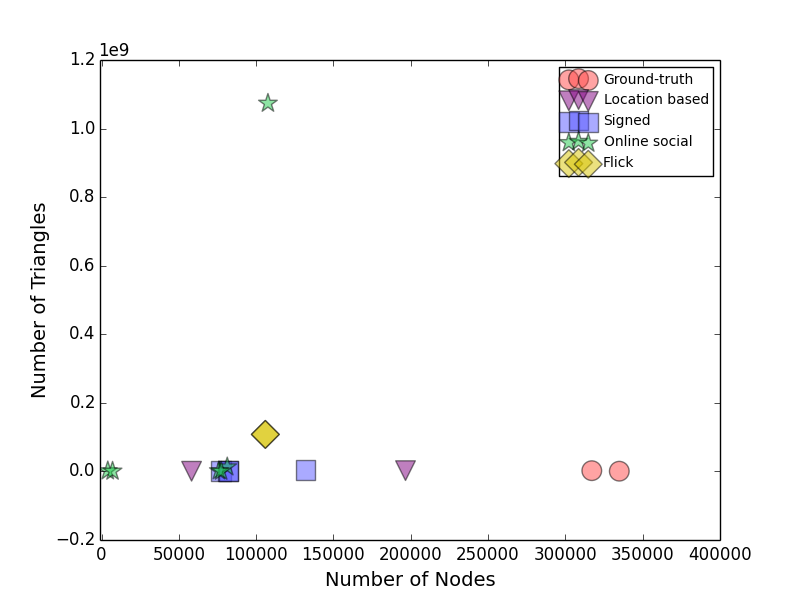 1e9
1.2
1.0
0.8
0.6
0.4
0.2
0.0
−0.2
Number of Triangles
0 50000 100000 150000 200000 250000 300000 350000 400000
Number of Nodes
Ground-truth
Location based
Signed
Online social
Flick